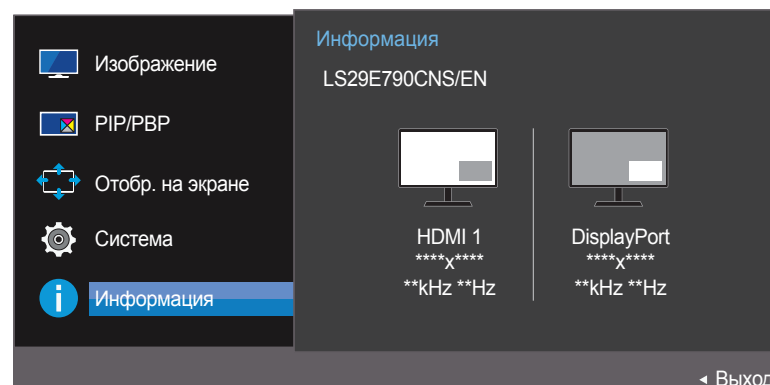 Изображение
PIP/PBP
Отобр. на экране
Система
Информация
Информация
LS29E790CNS/EN
HDMI 1
****x****
**kHz **Hz
DisplayPort
****x****
**kHz **Hz
Выход